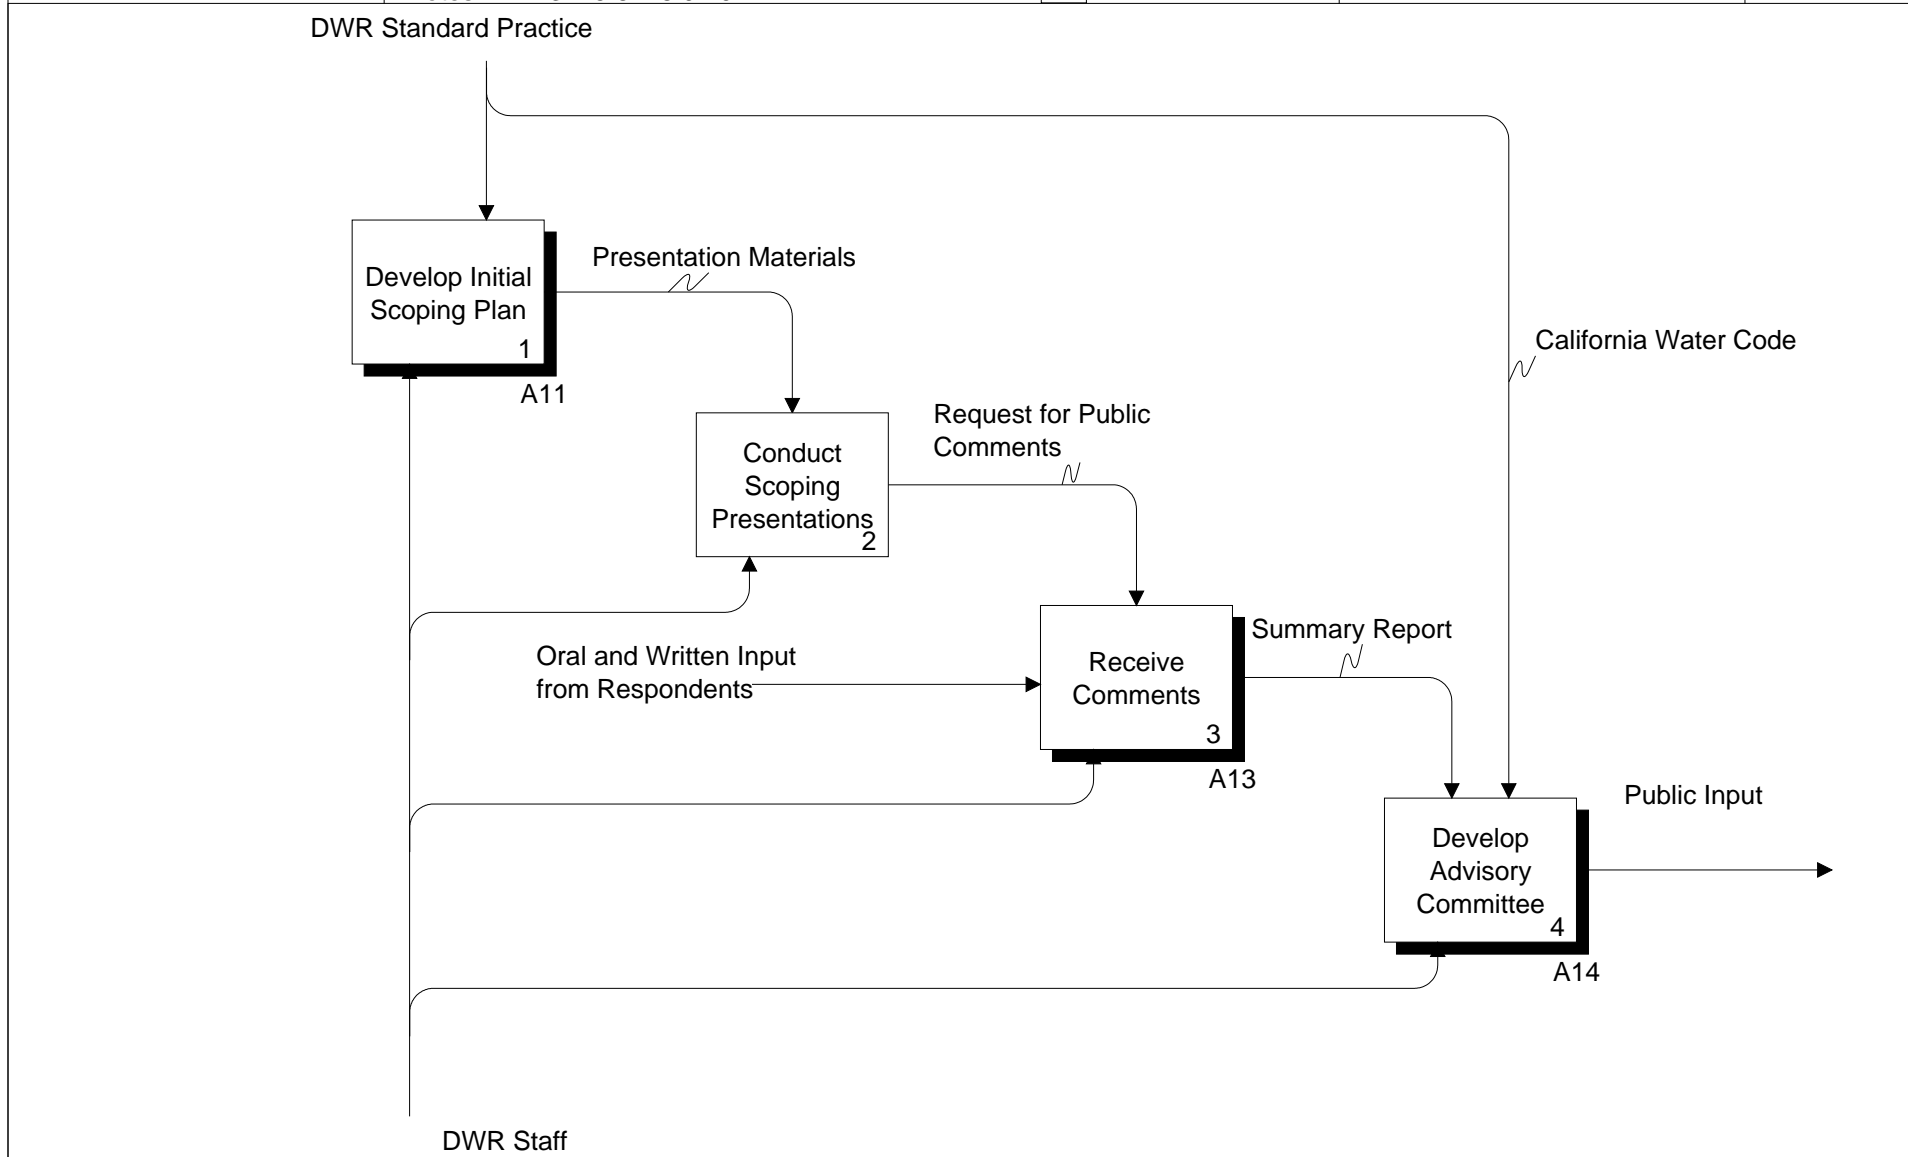 DWR Standard Practice
Develop Initial
Scoping Plan
1
A11
Presentation Materials
California Water Code
Conduct
Scoping
Presentations
2
Request for Public
Comments
Oral and Written Input
from Respondents
Receive
Comments
3
A13
Summary Report
Develop
Advisory
Committee
4
A14
Public Input
DWR Staff